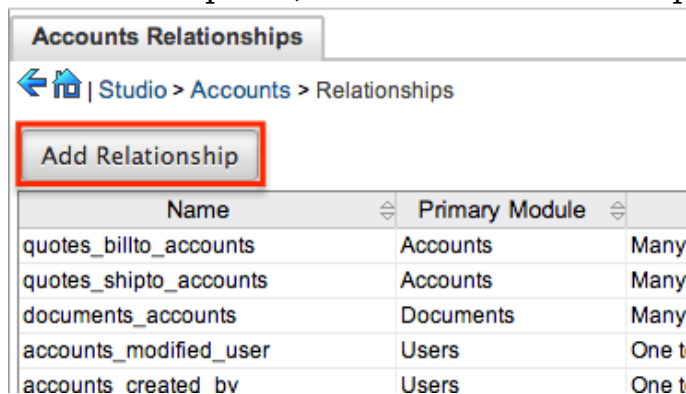 Accounts Relationships
| Studio > Accounts > Relationships
Add Relationship
Name Primary Module
quotes_billto_accounts Accounts Many
quotes_shipto_accounts Accounts Many
documents_accounts Documents Many
accounts_modified_user Users One
accounts_created_by Users One